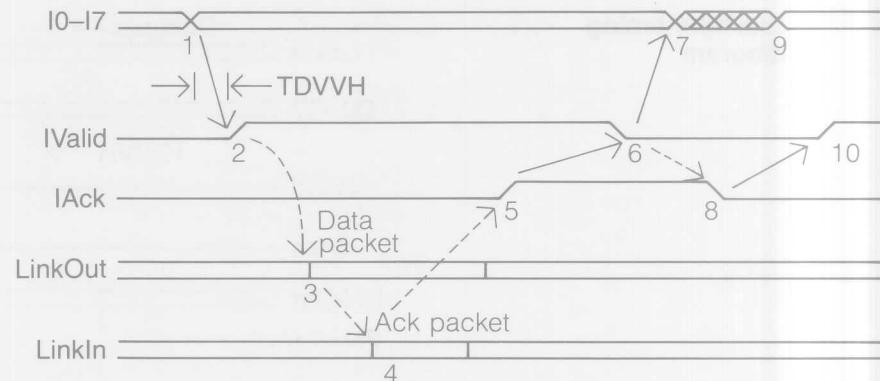 I0–I7
1
7
9
TDVVH
IValid
2
6
10
IAck
5
8
Data
packet
LinkOut
3
Ack packet
LinkIn
4